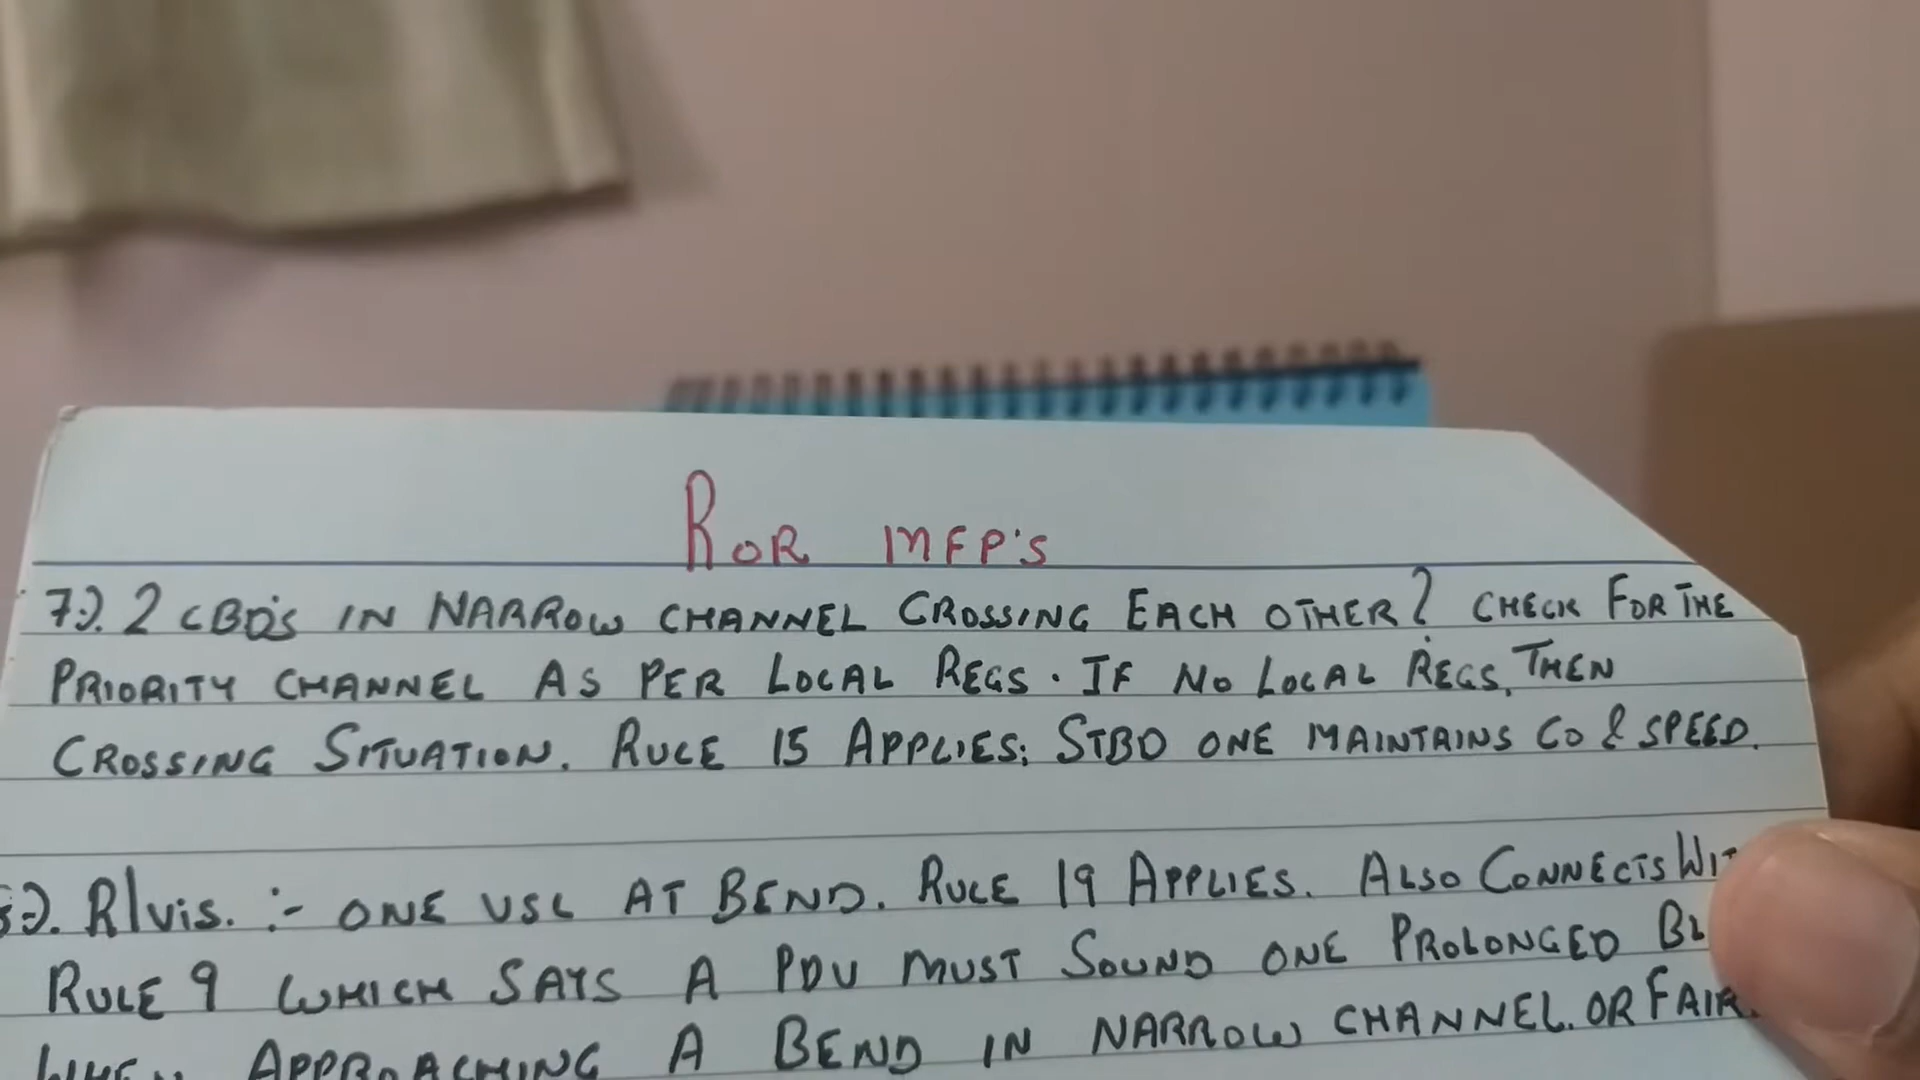 ROR MFP'S
7). 2 CBD'S IN NARROW CHANNEL CROSSING EACH OTHER? CHECK FOR THE
PRIORITY CHANNEL AS PER LOCAL REGS. IF NO LOCAL REGS, THEN
CROSSING SITUATION. RULE 15 APPLIES; STBD ONE MAINTAINS CO & SPEED.
R/VIS. :- ONE VSL AT BEND. RULE 19 APPLIES. ALSO CONNECTS
RULE 9 WHICH SAYS A PDV MUST SOUND ONE PROLONGED
APPROACHING A BEND IN NARROW CHANNEL. OR FAIR